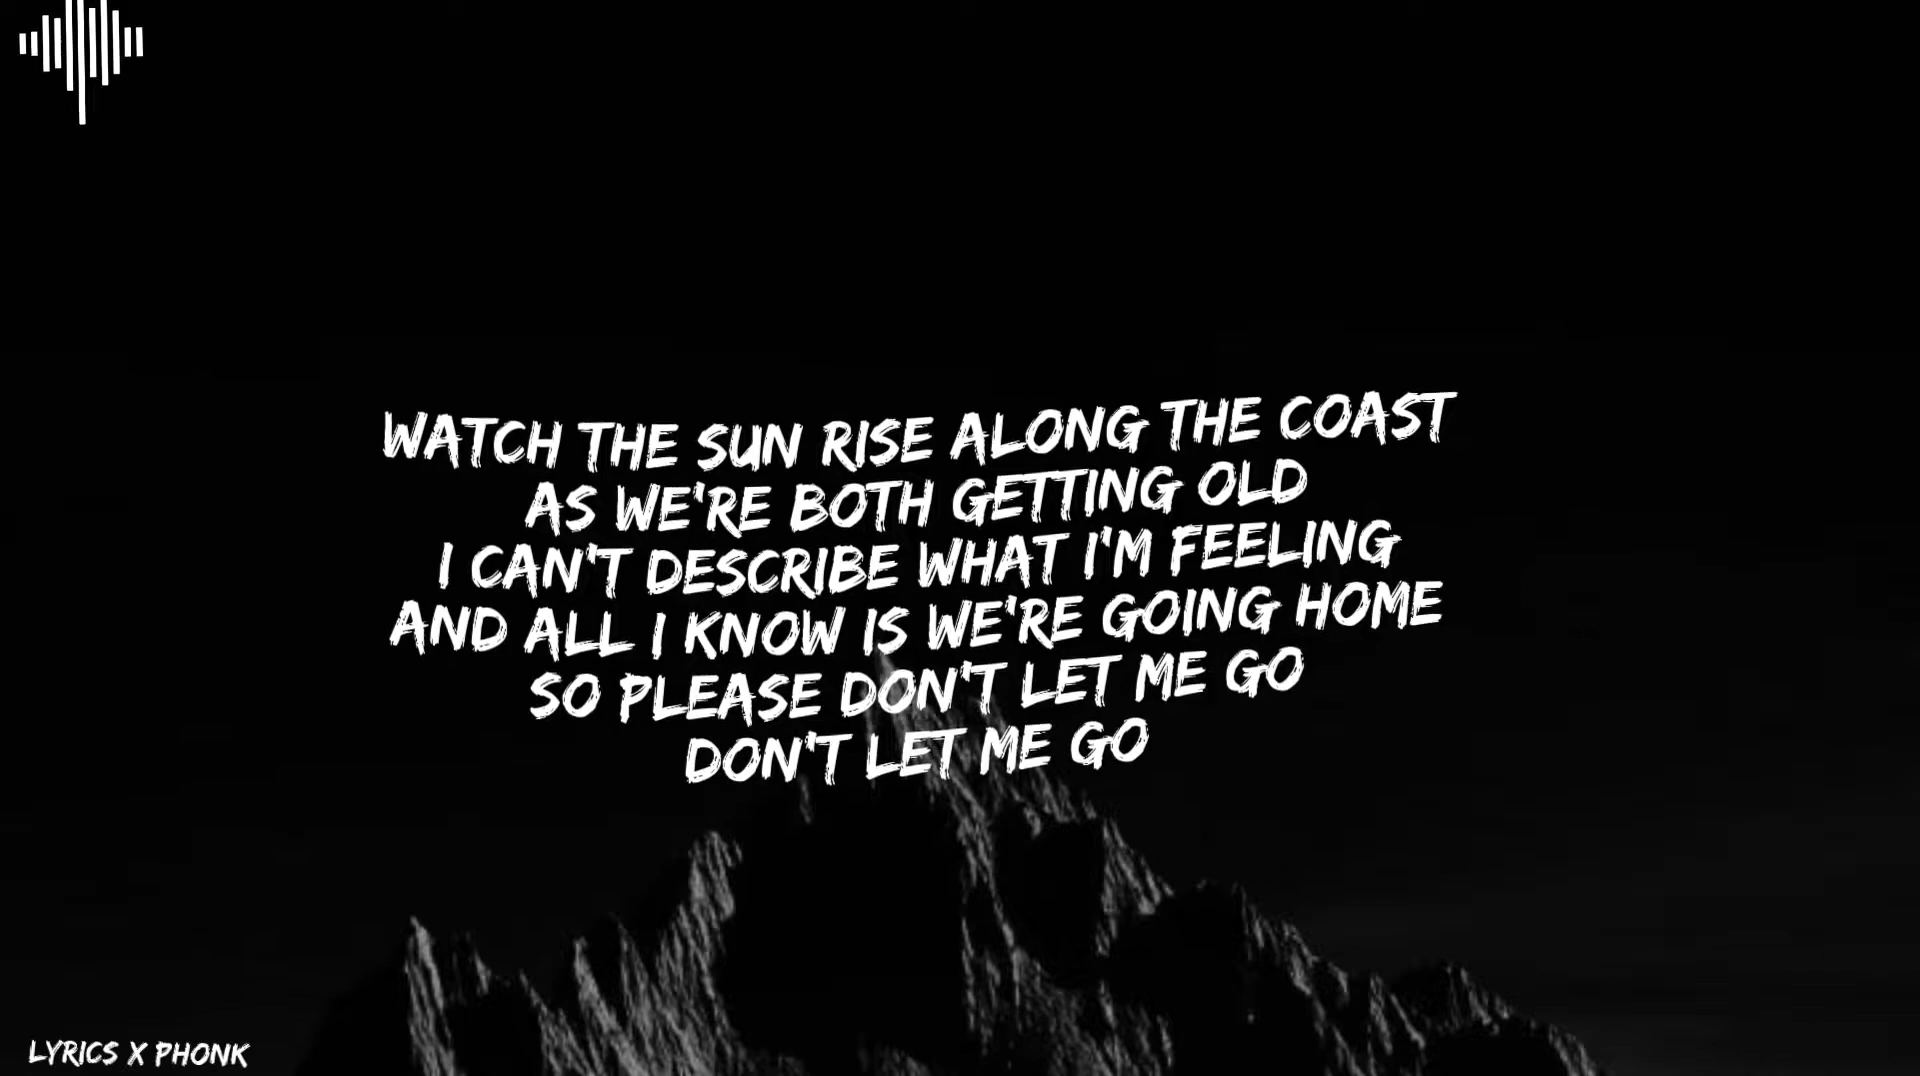 WATCH THE SUN RISE ALONG THE COAST
AS WE'RE BOTH GETTING OLD
I CAN'T DESCRIBE WHAT I'M FEELING
AND ALL I KNOW IS WE'RE GOING HOME
SO PLEASE DON'T LET ME GO
DON'T LET ME GO
LYRICS X PHONK